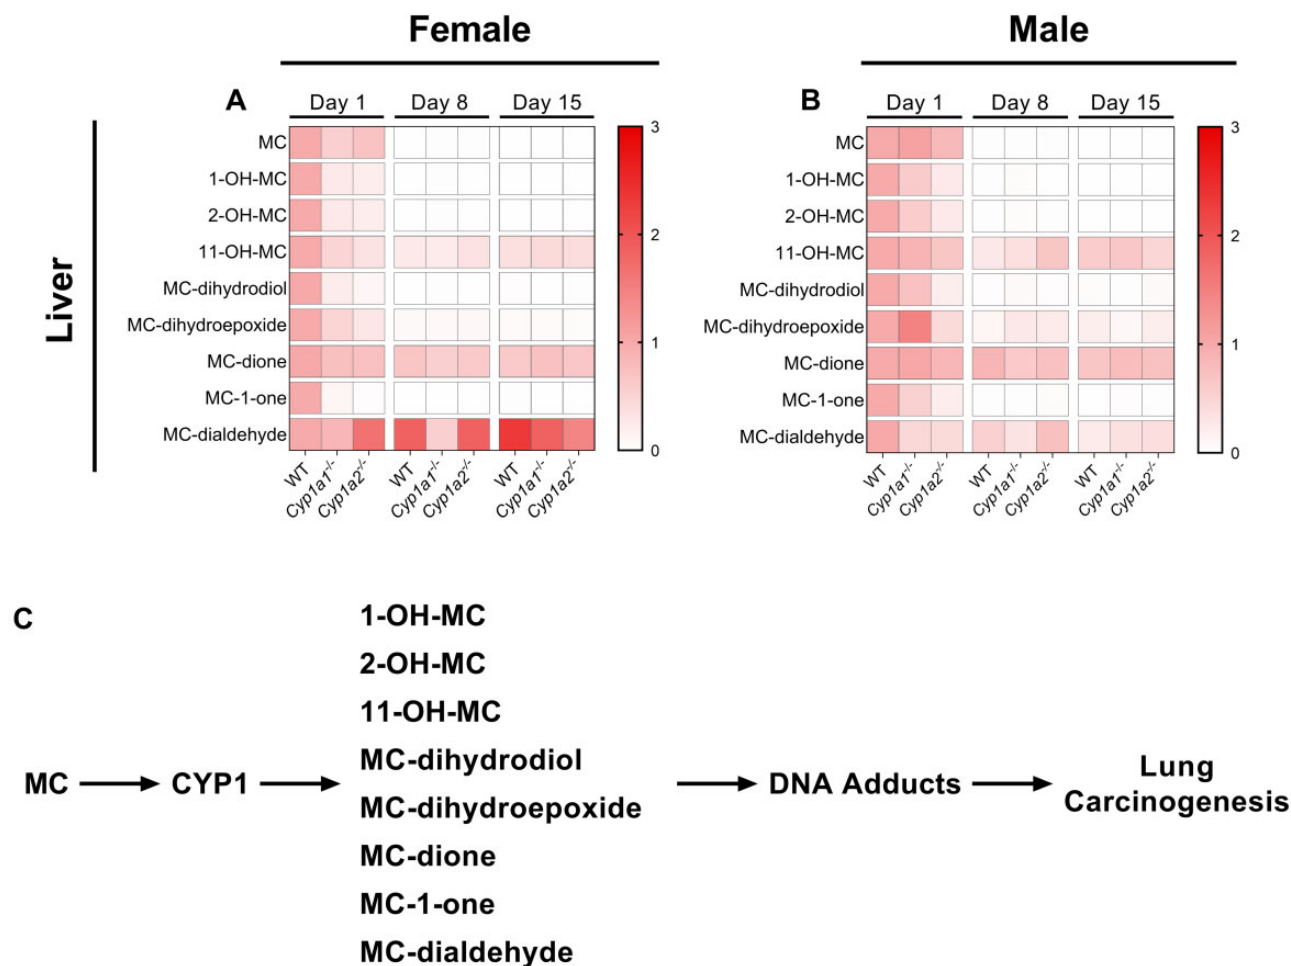 Female
Male
A
Day 1
Day 8
Day 15
B
Day 1
Day 8
Day 15
Liver
MC
1-OH-MC
2-OH-MC
11-OH-MC
MC-dihydrodiol
MC-dihydroepoxide
MC-dione
MC-1-one
MC-dialdehyde
3
2
1
0
WT
Cyp1a1-/-
Cyp1a2-/-
WT
Cyp1a1-/-
Cyp1a2-/-
WT
Cyp1a1-/-
Cyp1a2-/-
MC
1-OH-MC
2-OH-MC
11-OH-MC
MC-dihydrodiol
MC-dihydroepoxide
MC-dione
MC-1-one
MC-dialdehyde
3
2
1
0
WT
Cyp1a1-/-
Cyp1a2-/-
WT
Cyp1a1-/-
Cyp1a2-/-
WT
Cyp1a1-/-
Cyp1a2-/-
C
MC
CYP1
1-OH-MC
2-OH-MC
11-OH-MC
MC-dihydrodiol
MC-dihydroepoxide
MC-dione
MC-1-one
MC-dialdehyde
DNA Adducts
Lung
Carcinogenesis